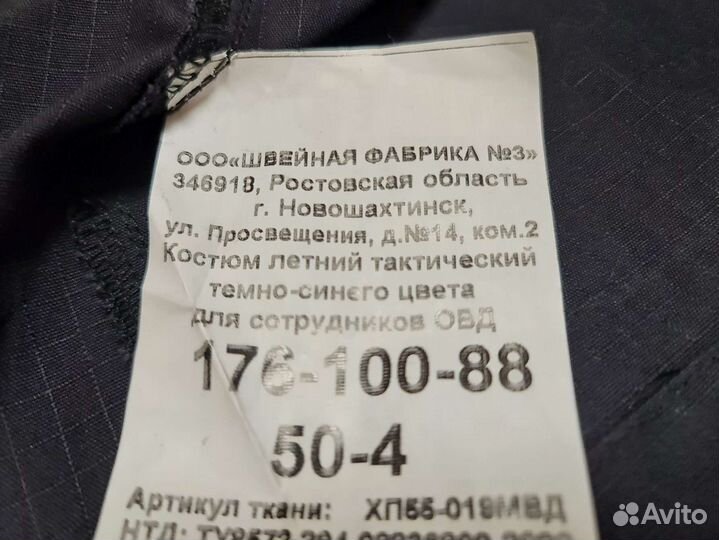 ООО«ШВЕЙНАЯ ФАБРИКА №3»
346918, Ростовская область
г. Новошахтинск,
ул. Просвещения, д.№14, ком.2
Костюм летний тактический
темно-синего цвета
для сотрудников ОВД
176-100-88
50-4
Артикул ткани: ХП55-019МВД
НТД:
Avito